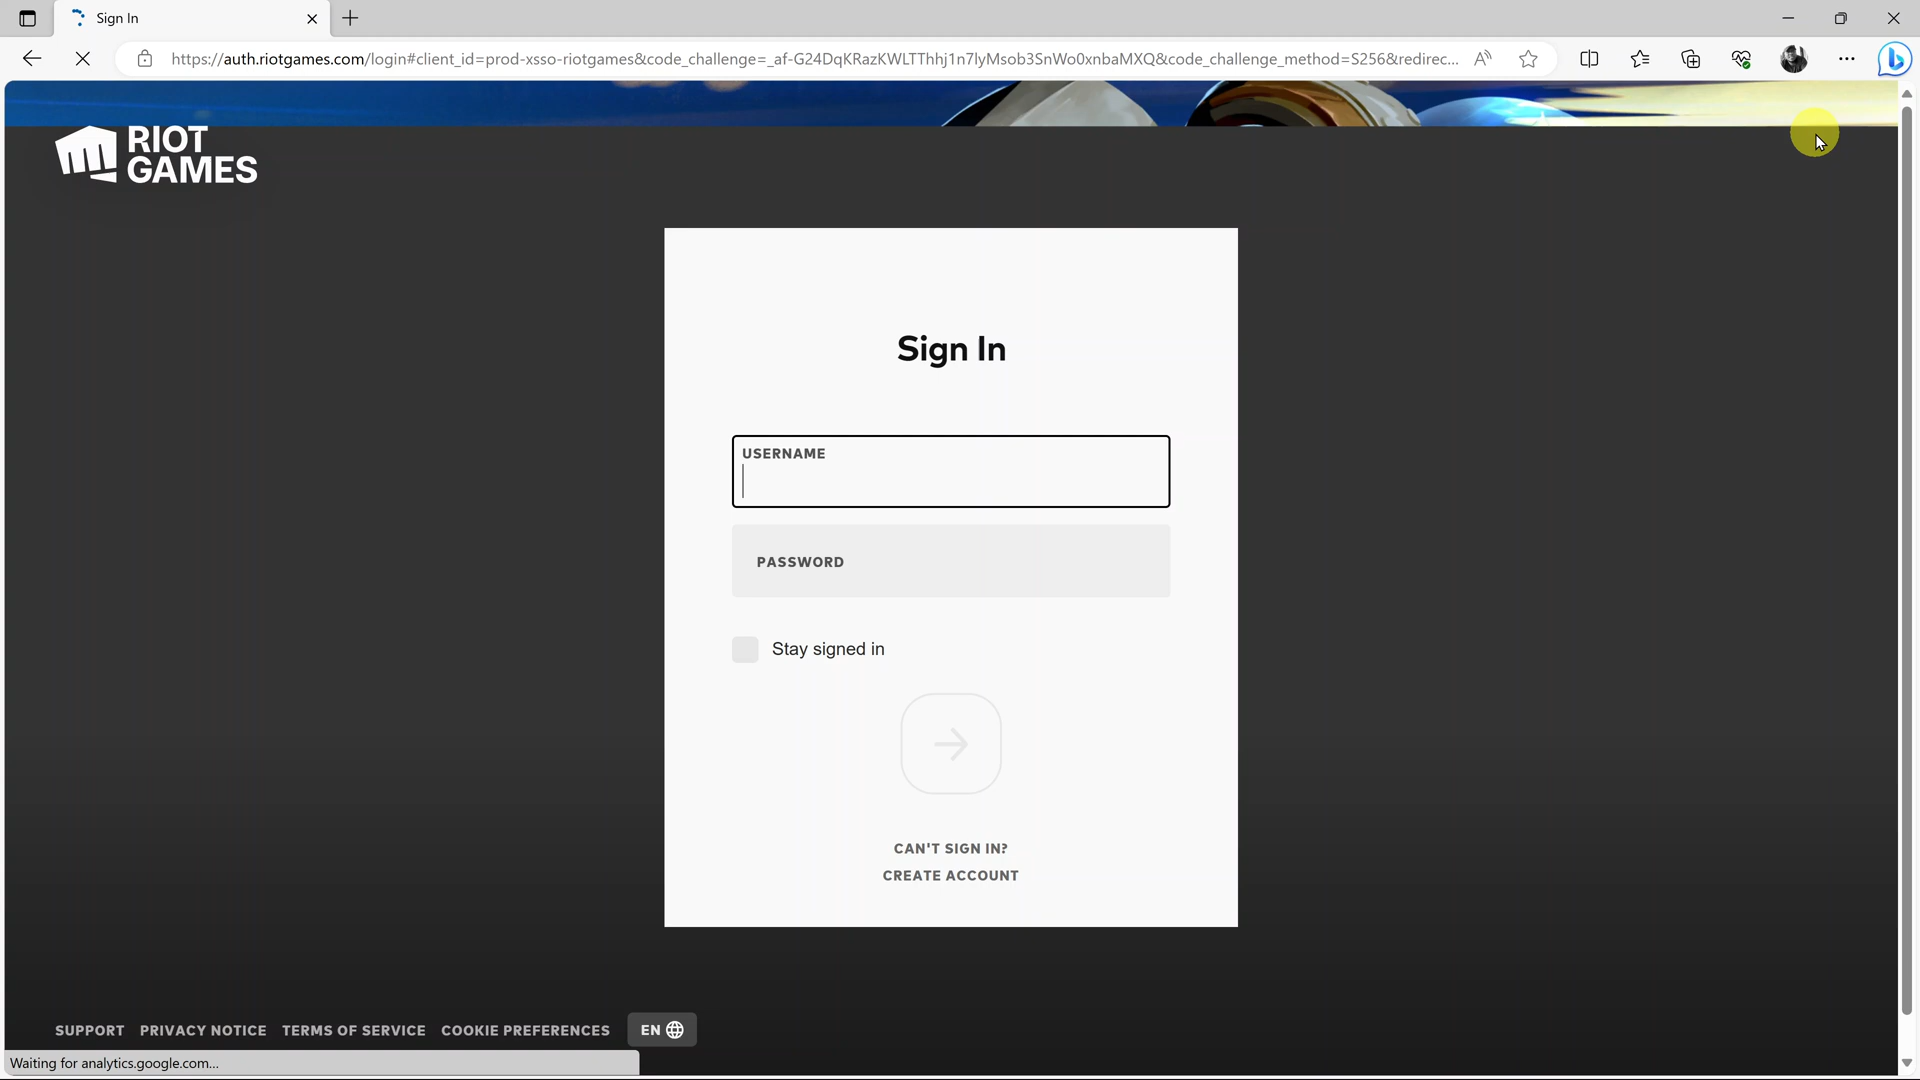 Sign In
https://auth.riotgames.com/login#client_id=prod-xsso-riotgames&code_challenge=_af-G24DqKRazKWLTThhj1n7lyMsob3SnWo0xnbaMXQ&code_challenge_method=S256&redirec...
RIOT
GAMES
Sign In
USERNAME
PASSWORD
Stay signed in
CAN'T SIGN IN?
CREATE ACCOUNT
SUPPORT PRIVACY NOTICE TERMS OF SERVICE COOKIE PREFERENCES EN
Waiting for analytics.google.com...